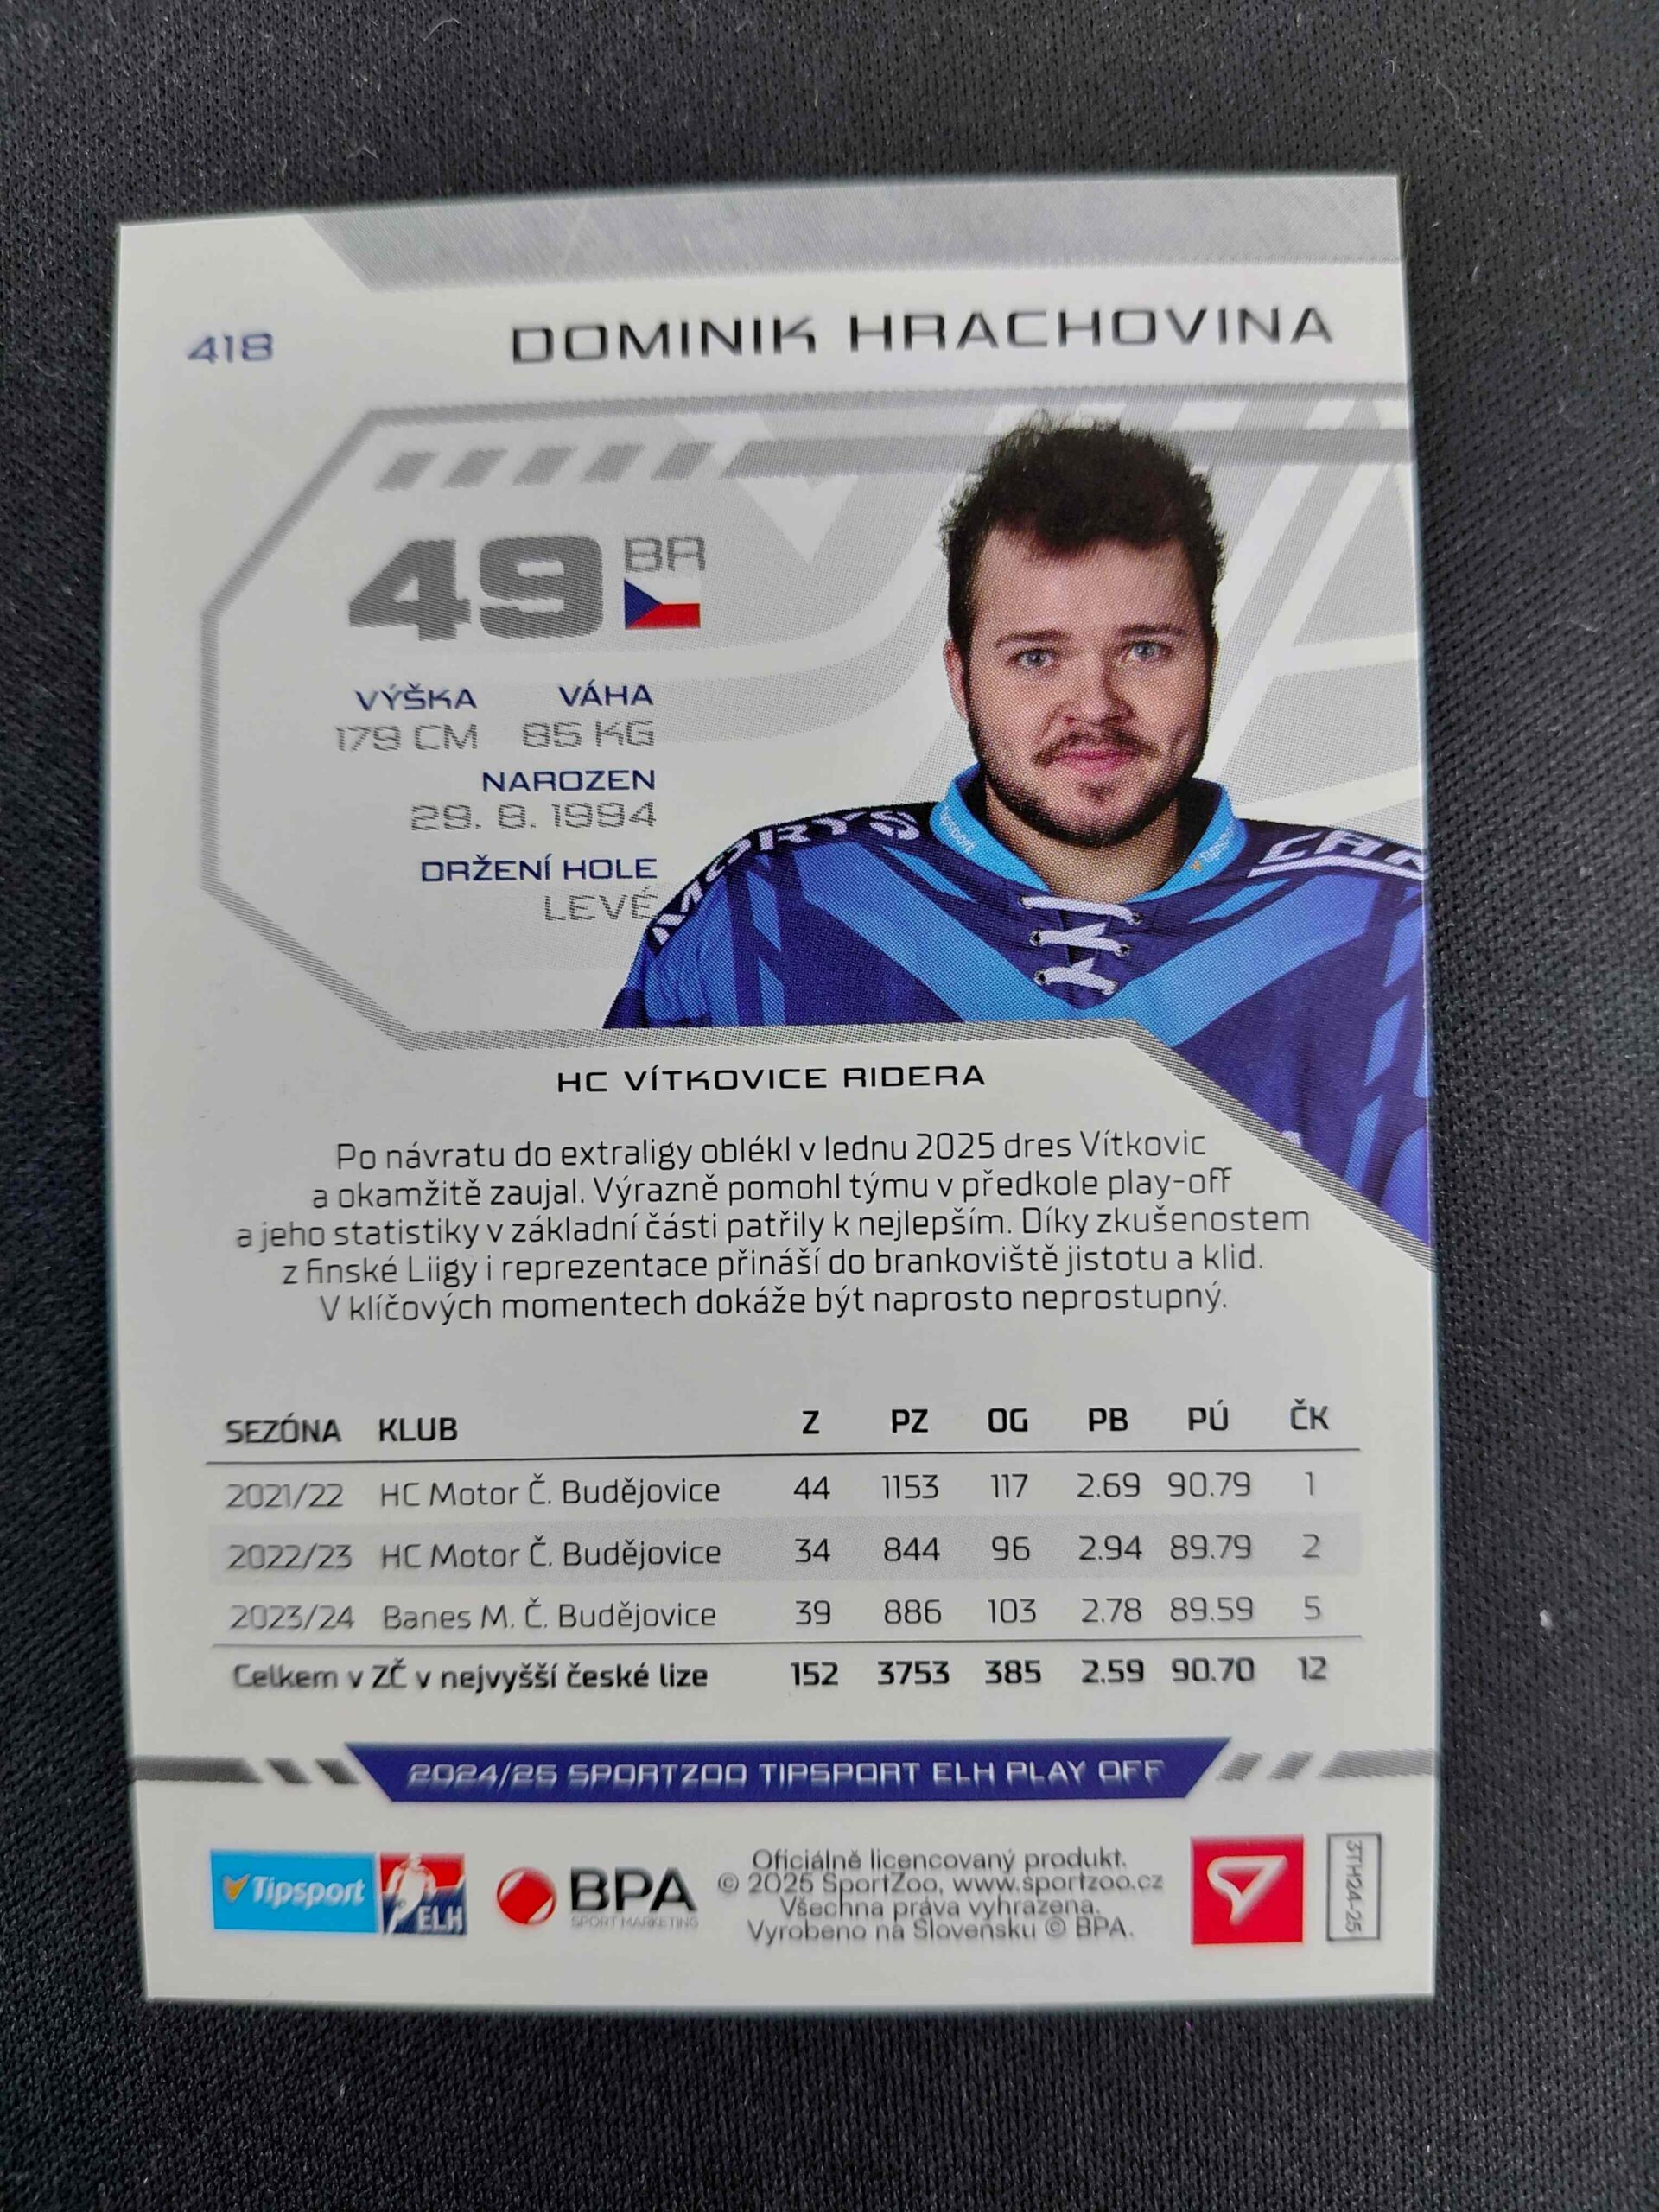 418
DOMINIK HRACHOVINA
49 BR
VÝŠKA VÁHA
179 CM 85 KG
NAROZEN
29. 8. 1994
DRŽENÍ HOLE
LEVÉ
Tipsport
Tipsport
HC VÍTKOVICE RIDERA
Po návratu do extraligy oblékl v lednu 2025 dres Vítkovic
a okamžitě zaujal. Výrazně pomohl týmu v předkole play-off
a jeho statistiky v základní části patřily k nejlepším. Díky zkušenostem
z finské Liigy i reprezentace přináší do brankoviště jistotu a klid.
V klíčových momentech dokáže být naprosto neprostupný.
SEZÓNA KLUB Z PZ OG PB PÚ ČK
2021/22 HC Motor Č. Budějovice 44 1153 117 2.69 90.79 1
2022/23 HC Motor Č. Budějovice 34 844 96 2.94 89.79 2
2023/24 Banes M. Č. Budějovice 39 886 103 2.78 89.59 5
Celkem v ZČ v nejvyšší české lize 152 3753 385 2.59 90.70 12
2024/25 SPORTZOO TIPSPORT ELH PLAY OFF
Tipsport ELH
BPA
SPORT MARKETING
Oficiálně licencovaný produkt.
© 2025 SportZoo, www.sportzoo.cz
Všechna práva vyhrazena.
Vyrobeno na Slovensku © BPA.
3TH24-25